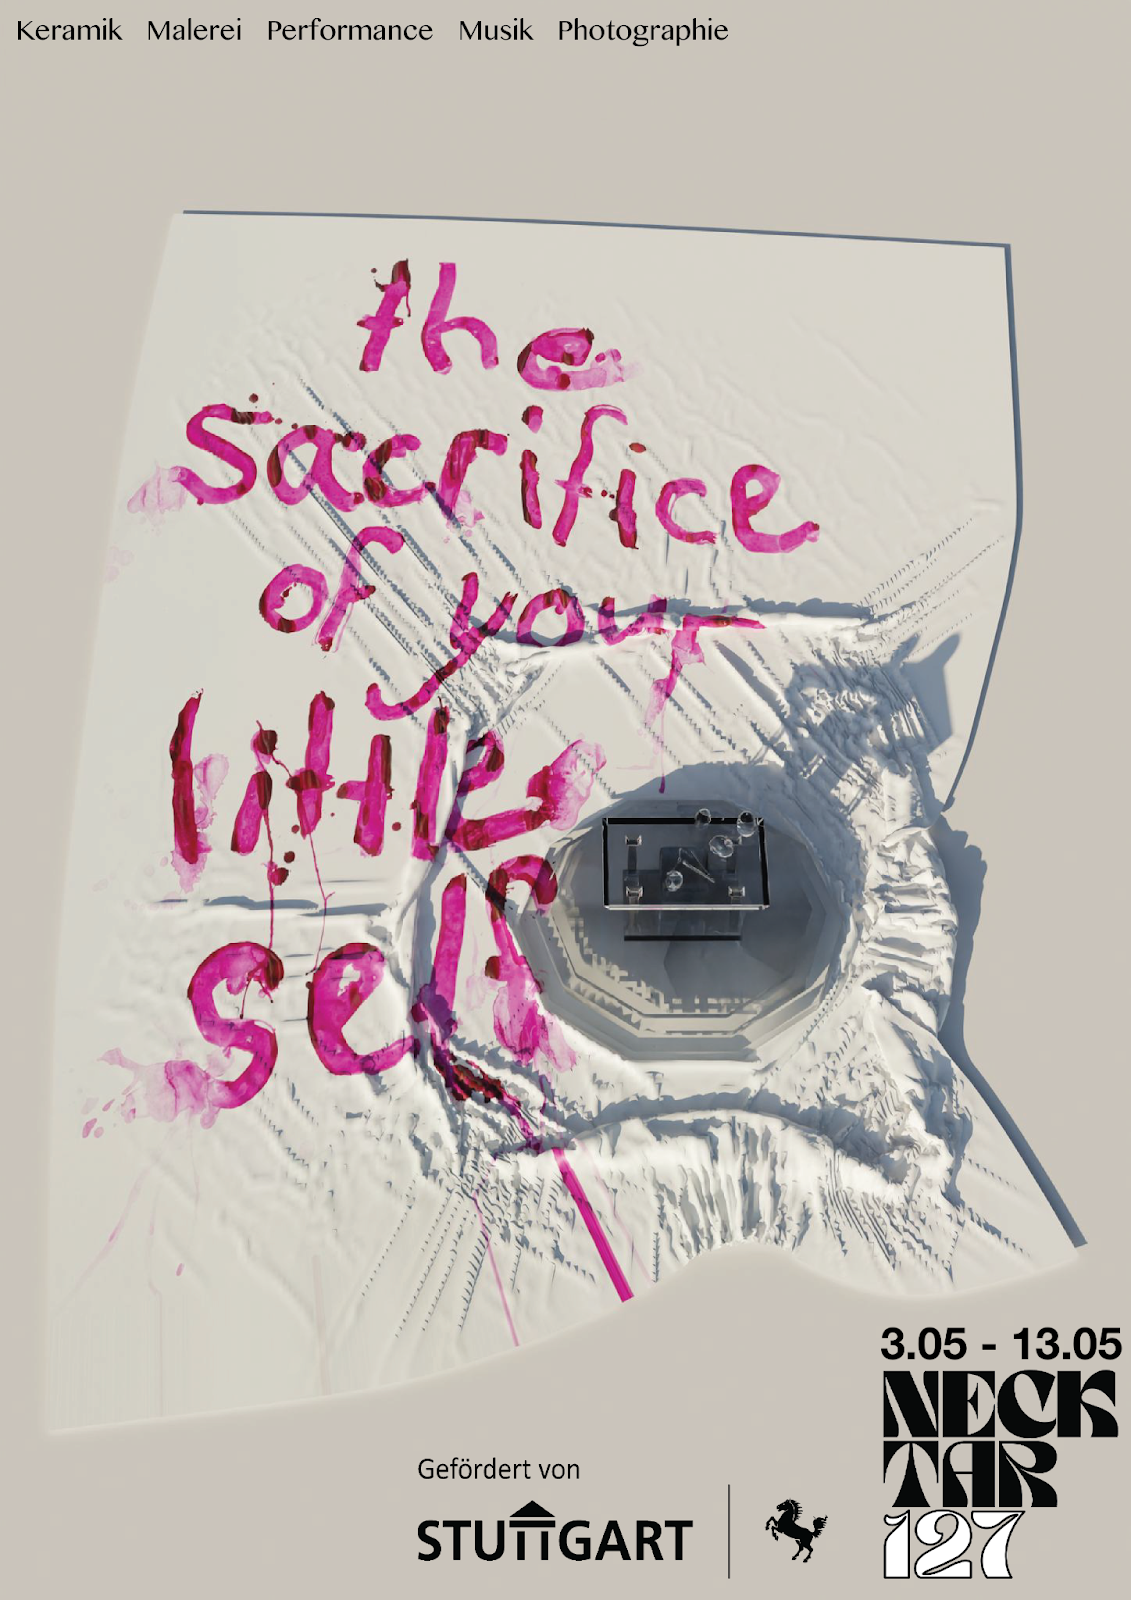 Keramik Malerei Performance Musik Photographie
the
sacrifice
of your
little
self
3.05 - 13.05
NECK
TAR
127
Gefördert von
STUTTGART